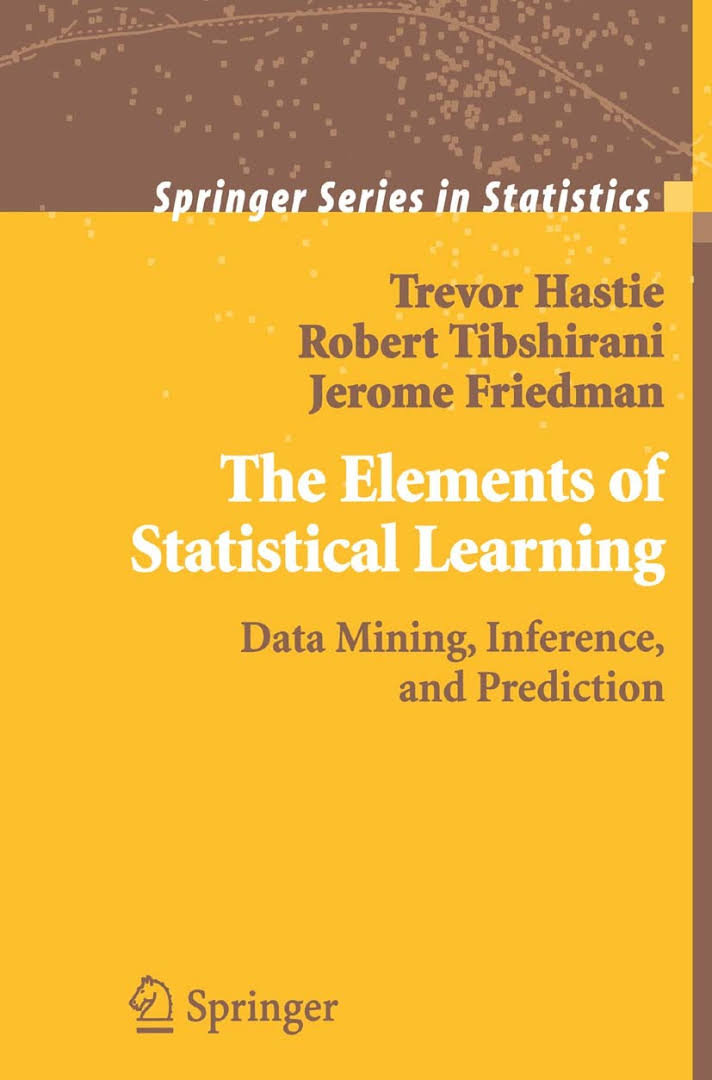 Springer Series in Statistics
Trevor Hastie
Robert Tibshirani
Jerome Friedman
The Elements of
Statistical Learning
Data Mining, Inference,
and Prediction
Springer